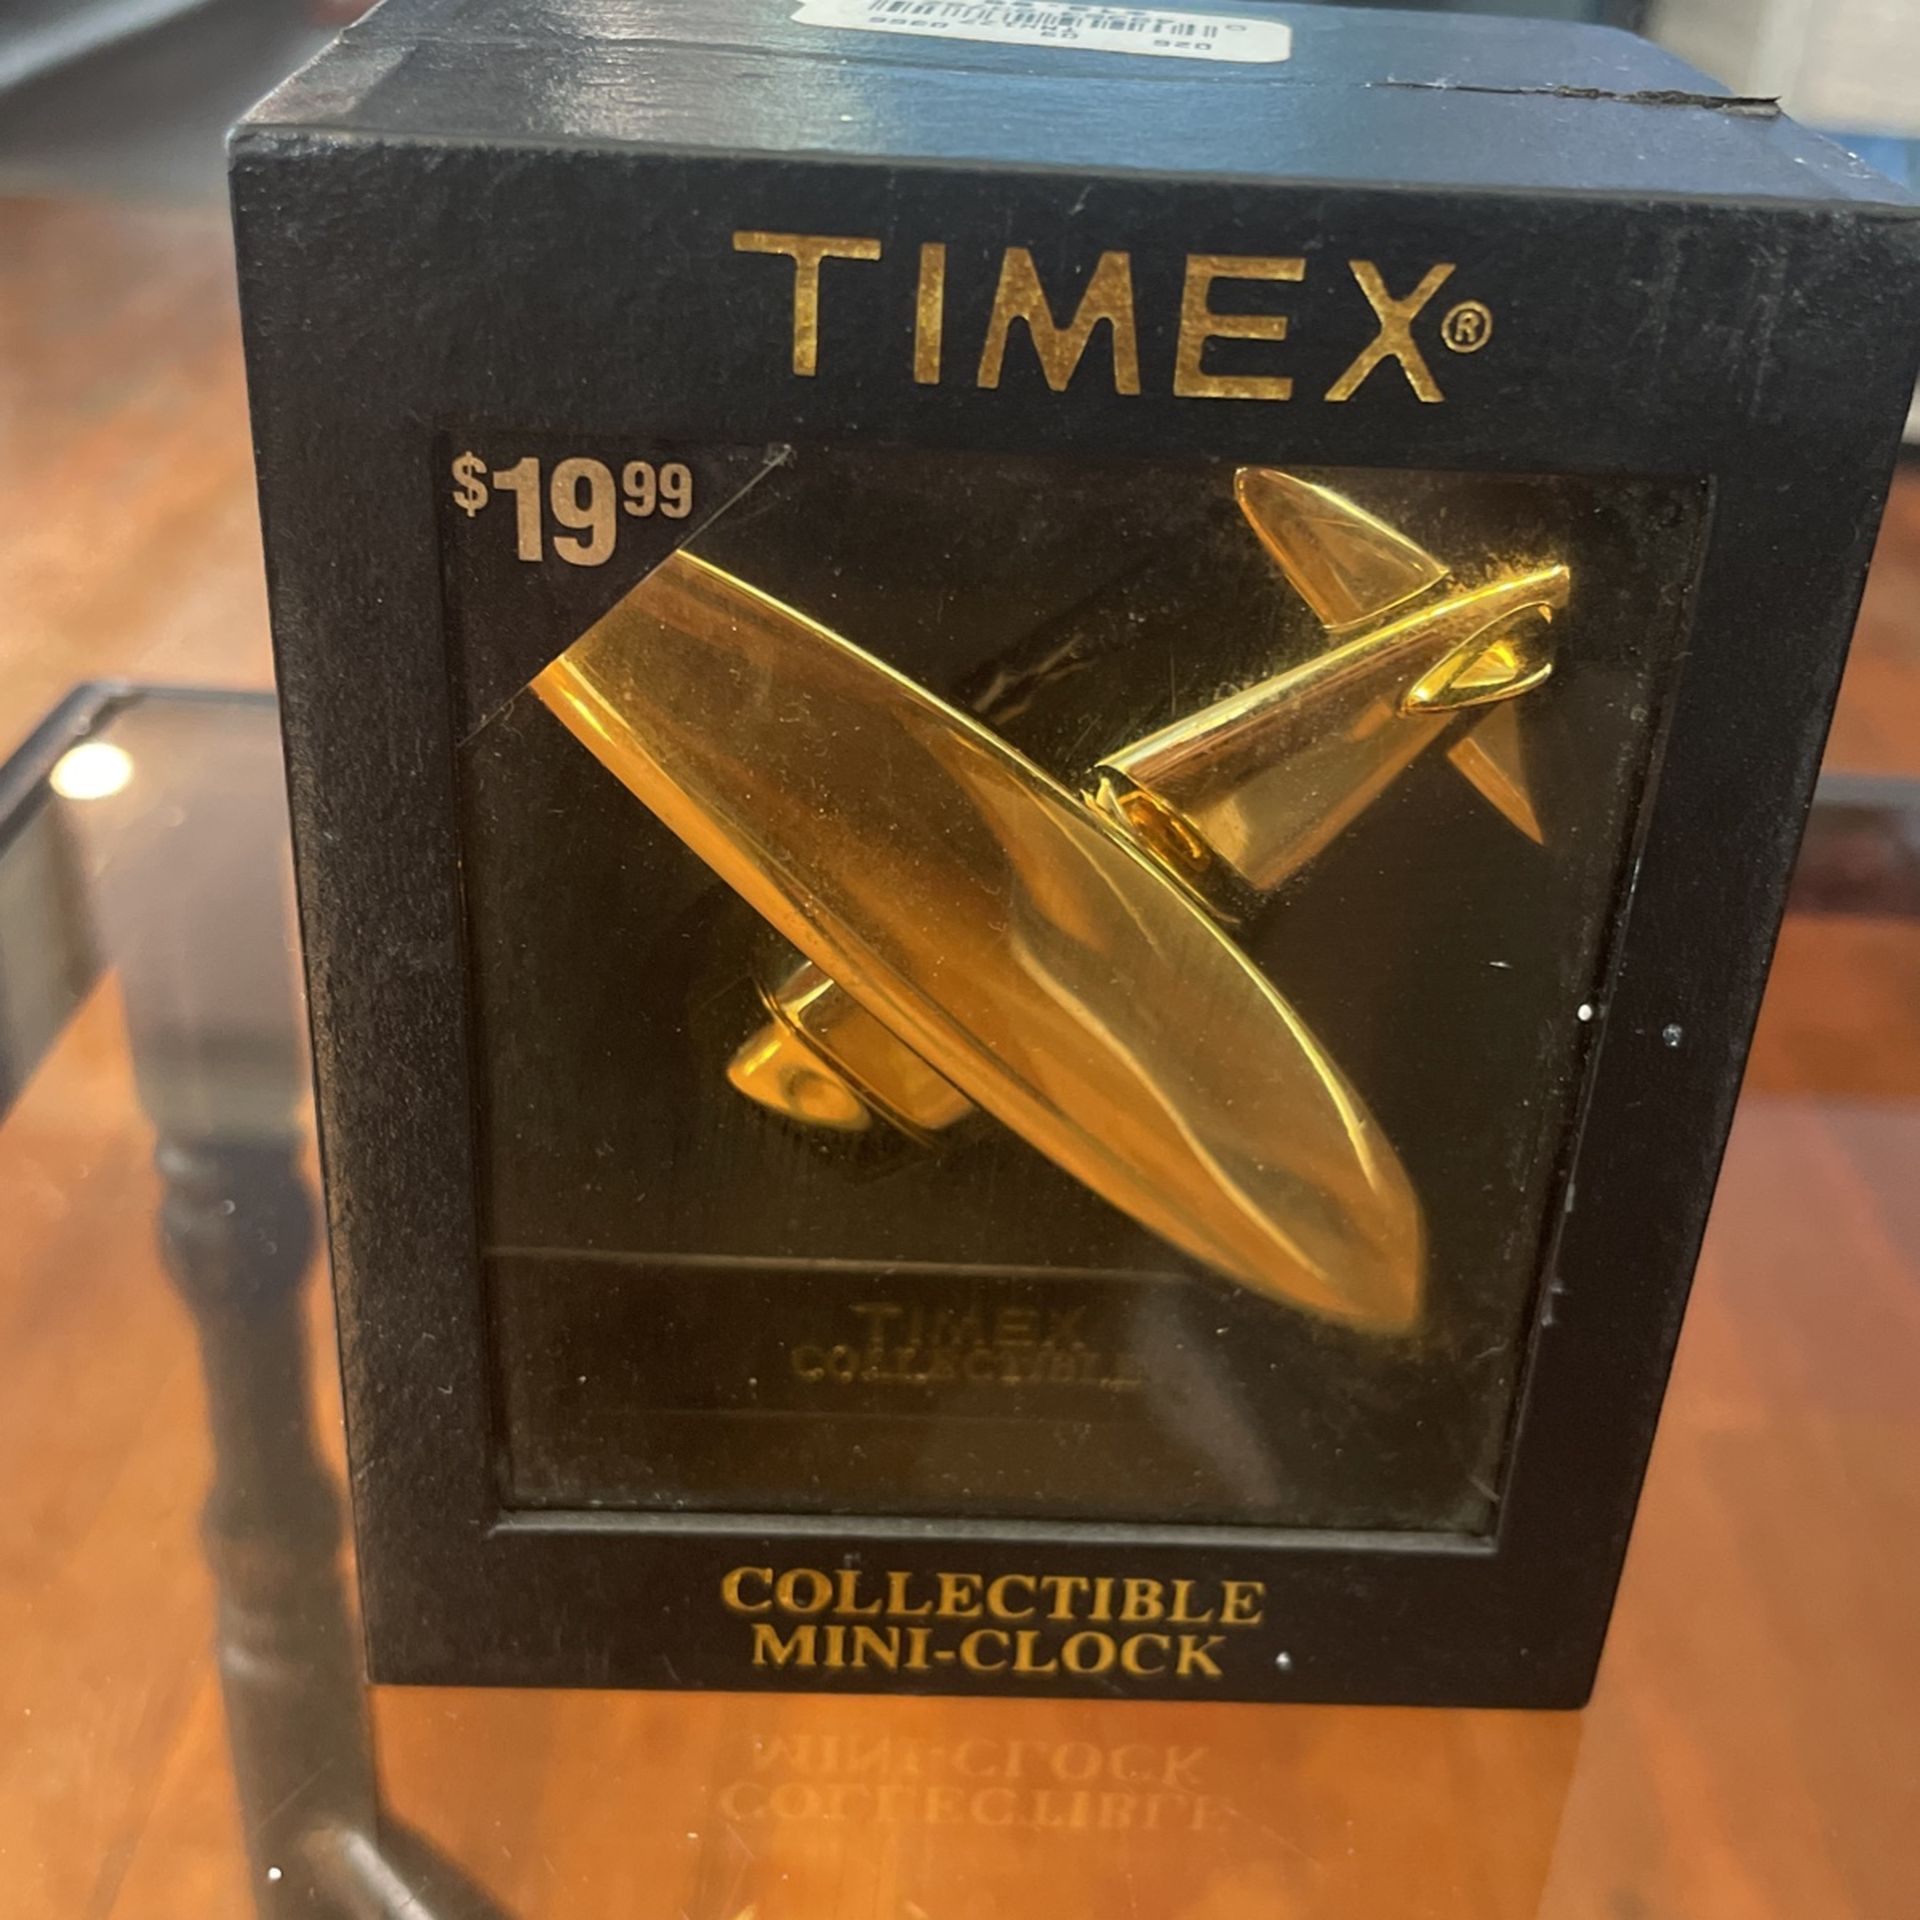 TIMEX®
$19.99
TIMEX
COLLECTIBLE
COLLECTIBLE
MINI-CLOCK